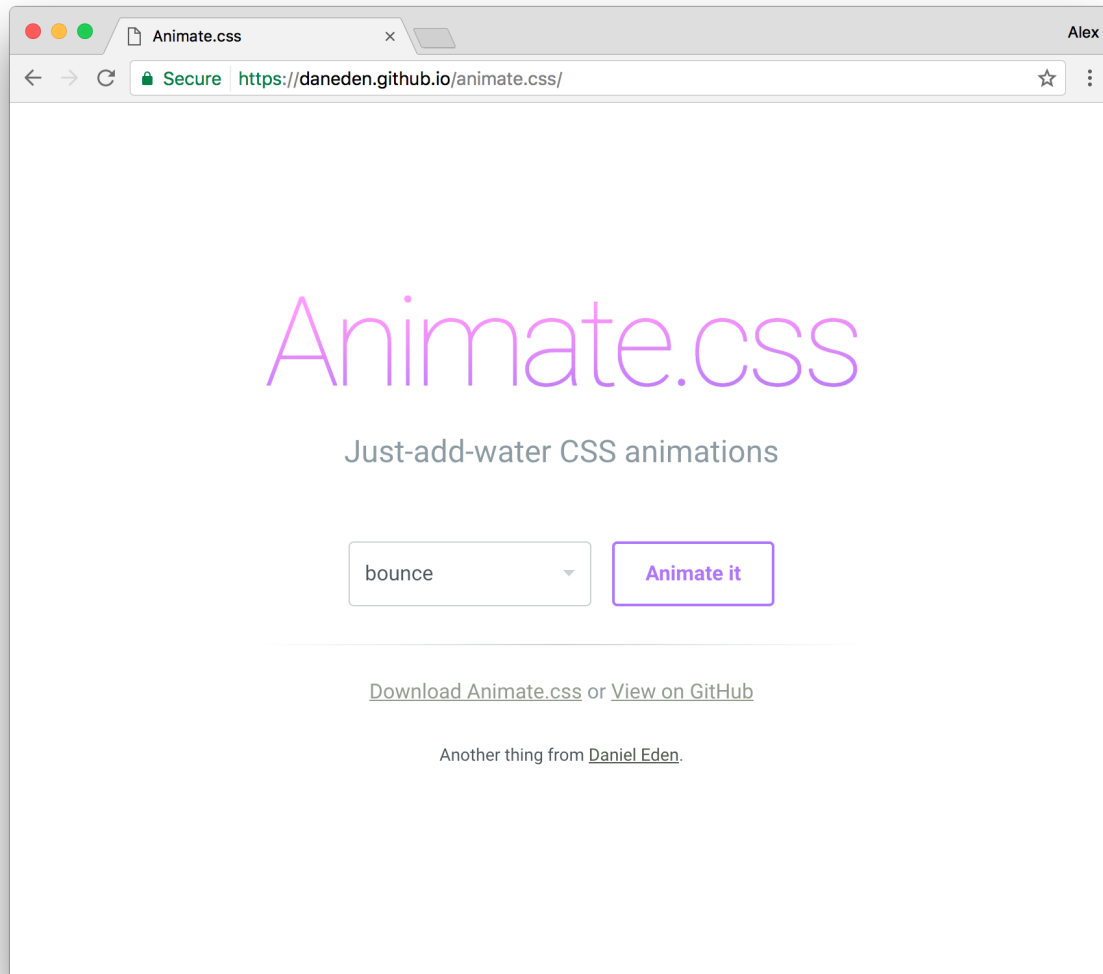 Animate.css
Alex
Secure https://daneden.github.io/animate.css/
Animate.css
Just-add-water CSS animations
bounce
Animate it
Download Animate.css or View on GitHub
Another thing from Daniel Eden.